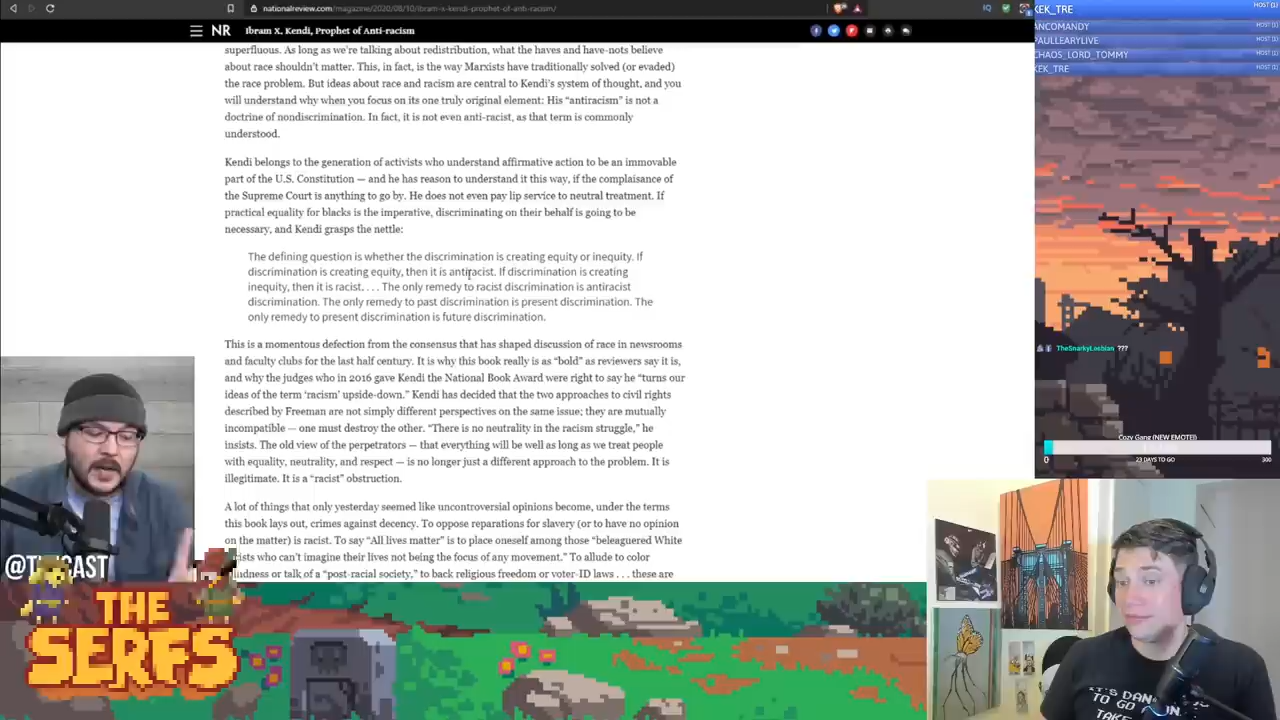 nationalreview.com/magazine/2020/08/10/ibram-x-kendi-prophet-of-anti-racism/
NR
Ibram X. Kendi, Prophet of Anti-racism
superfluous. As long as we're talking about redistribution, what the haves and have-nots believe
about race shouldn't matter. This, in fact, is the way Marxists have traditionally solved (or evaded)
the race problem. But ideas about race and racism are central to Kendi's system of thought, and you
will understand why when you focus on its one truly original element: His “antiracism” is not a
doctrine of nondiscrimination. In fact, it is not even anti-racist, as that term is commonly
understood.
Kendi belongs to the generation of activists who understand affirmative action to be an immovable
part of the U.S. Constitution — and he has reason to understand it this way, if the complaisance of
the Supreme Court is anything to go by. He does not even pay lip service to neutral treatment. If
practical equality for blacks is the imperative, discriminating on their behalf is going to be
necessary, and Kendi grasps the nettle:
The defining question is whether the discrimination is creating equity or inequity. If
discrimination is creating equity, then it is antiracist. If discrimination is creating
inequity, then it is racist. . . . The only remedy to racist discrimination is antiracist
discrimination. The only remedy to past discrimination is present discrimination. The
only remedy to present discrimination is future discrimination.
This is a momentous defection from the consensus that has shaped discussion of race in newsrooms
and faculty clubs for the last half century. It is why this book really is as “bold” as reviewers say it is,
and why the judges who in 2016 gave Kendi the National Book Award were right to say he “turns our
ideas of the term ‘racism’ upside-down.” Kendi has decided that the two approaches to civil rights
described by Freeman are not simply different perspectives on the same issue; they are mutually
incompatible — one must destroy the other. “There is no neutrality in the racism struggle,” he
insists. The old view of the perpetrators — that everything will be well as long as we treat people
with equality, neutrality, and respect — is no longer just a different approach to the problem. It is
illegitimate. It is a “racist” obstruction.
A lot of things that only yesterday seemed like uncontroversial opinions become, under the terms
this book lays out, crimes against decency. To oppose reparations for slavery (or to have no opinion
on the matter) is racist. To say “All lives matter” is to place oneself among those “beleaguered White
who can't imagine their lives not being the focus of any movement.” To allude to color
blindness or talk of a “post-racial society,” to back religious freedom or voter-ID laws . . . these are
KEK_TRE HOST [1]
ANCOMANDY HOST [1]
PAULLEARYLIVE HOST [1]
CHAOS_LORD_TOMMY HOST [1]
KEK_TRE HOST [1]
TheSnarkyLesbian ???
Cozy Gang (NEW EMOTE!)
0 23 DAYS TO GO 300
THE
SERFS
IT'S
TO GO
TAKE